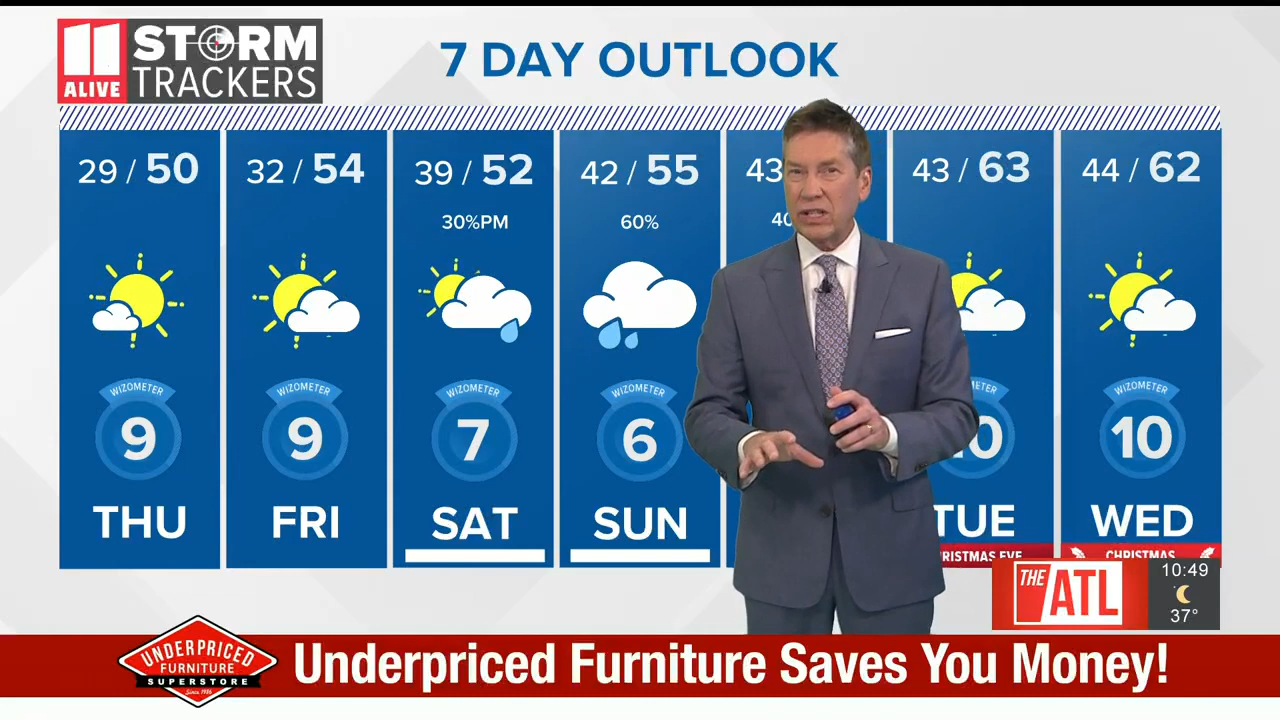 11
ALIVE
STORM
TRACKERS
7 DAY OUTLOOK
29 / 50
32 / 54
39 / 52
42 / 55
43
43 / 63
44 / 62
30%PM
60%
40
WIZOMETER
9
WIZOMETER
9
WIZOMETER
7
WIZOMETER
6
WIZOMETER
10
THU
FRI
SAT
SUN
TUE
WED
CHRISTMAS
THE
ATL
10:49
37°
UNDERPRICED
FURNITURE
SUPERSTORE
Since 1986
Underpriced Furniture Saves You Money!